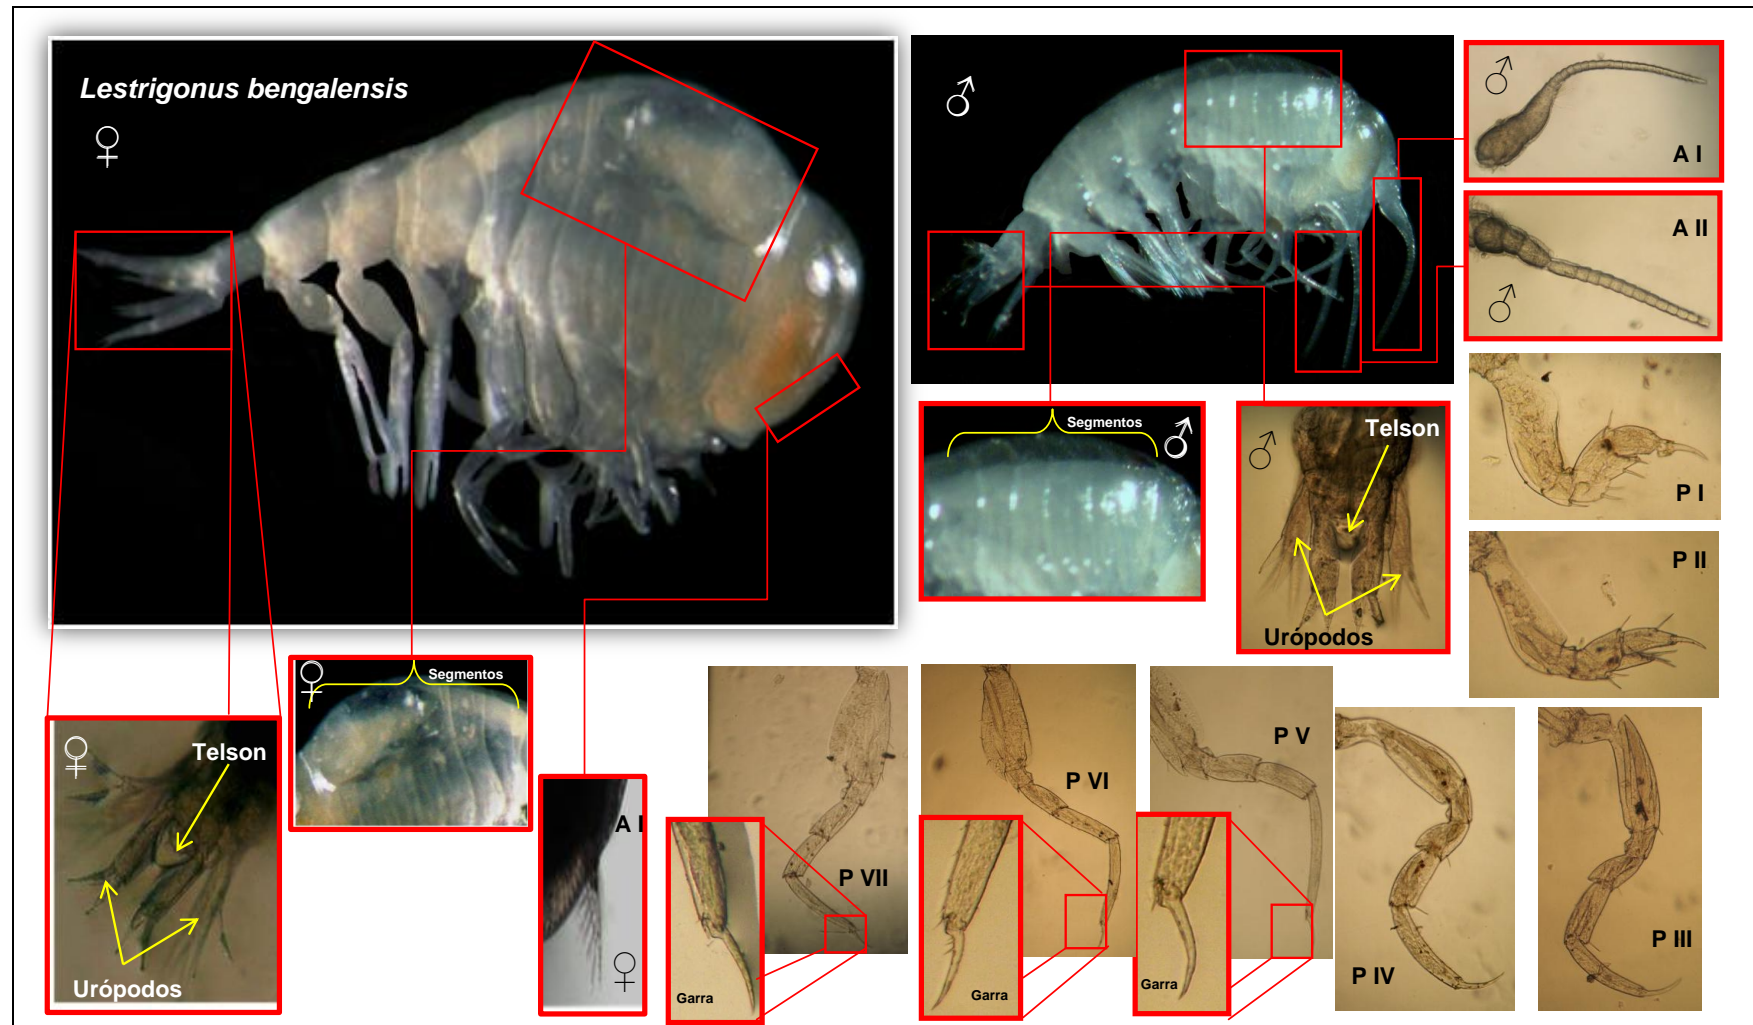 Lestrigonus bengalensis
♀
♂
♂
A I
A II
♂
Segmentos
♂
♂
Telson
Urópodos
P I
P II
♀
Segmentos
♀
Telson
Urópodos
A I
♀
P VII
Garra
P VI
Garra
P V
Garra
P IV
P III